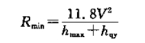 R_min = 11.8V² / (h_max + h_qy)